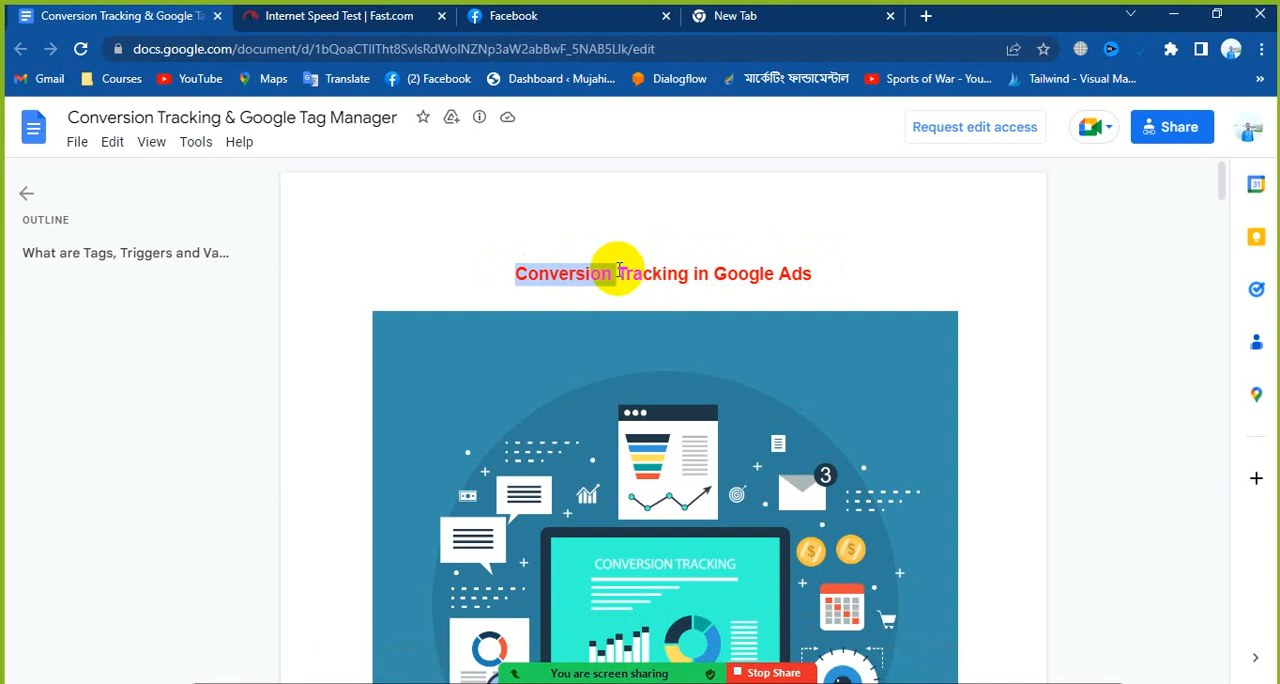 Conversion Tracking & Google Ta
Internet Speed Test | Fast.com
Facebook
New Tab
docs.google.com/document/d/1bQoaCTlITht8SvlsRdWolNZNp3aW2abBwF_5NAB5Llk/edit
Gmail
Courses
YouTube
Maps
Translate
(2) Facebook
Dashboard ‹ Mujahi...
Dialogflow
মার্কেটিং ফান্ডামেন্টাল
Sports of War - You...
Tailwind - Visual Ma...
»
Conversion Tracking & Google Tag Manager
File Edit View Tools Help
Request edit access
Share
OUTLINE
What are Tags, Triggers and Va...
31
Conversion Tracking in Google Ads
3
$ $
CONVERSION TRACKING
You are screen sharing
Stop Share